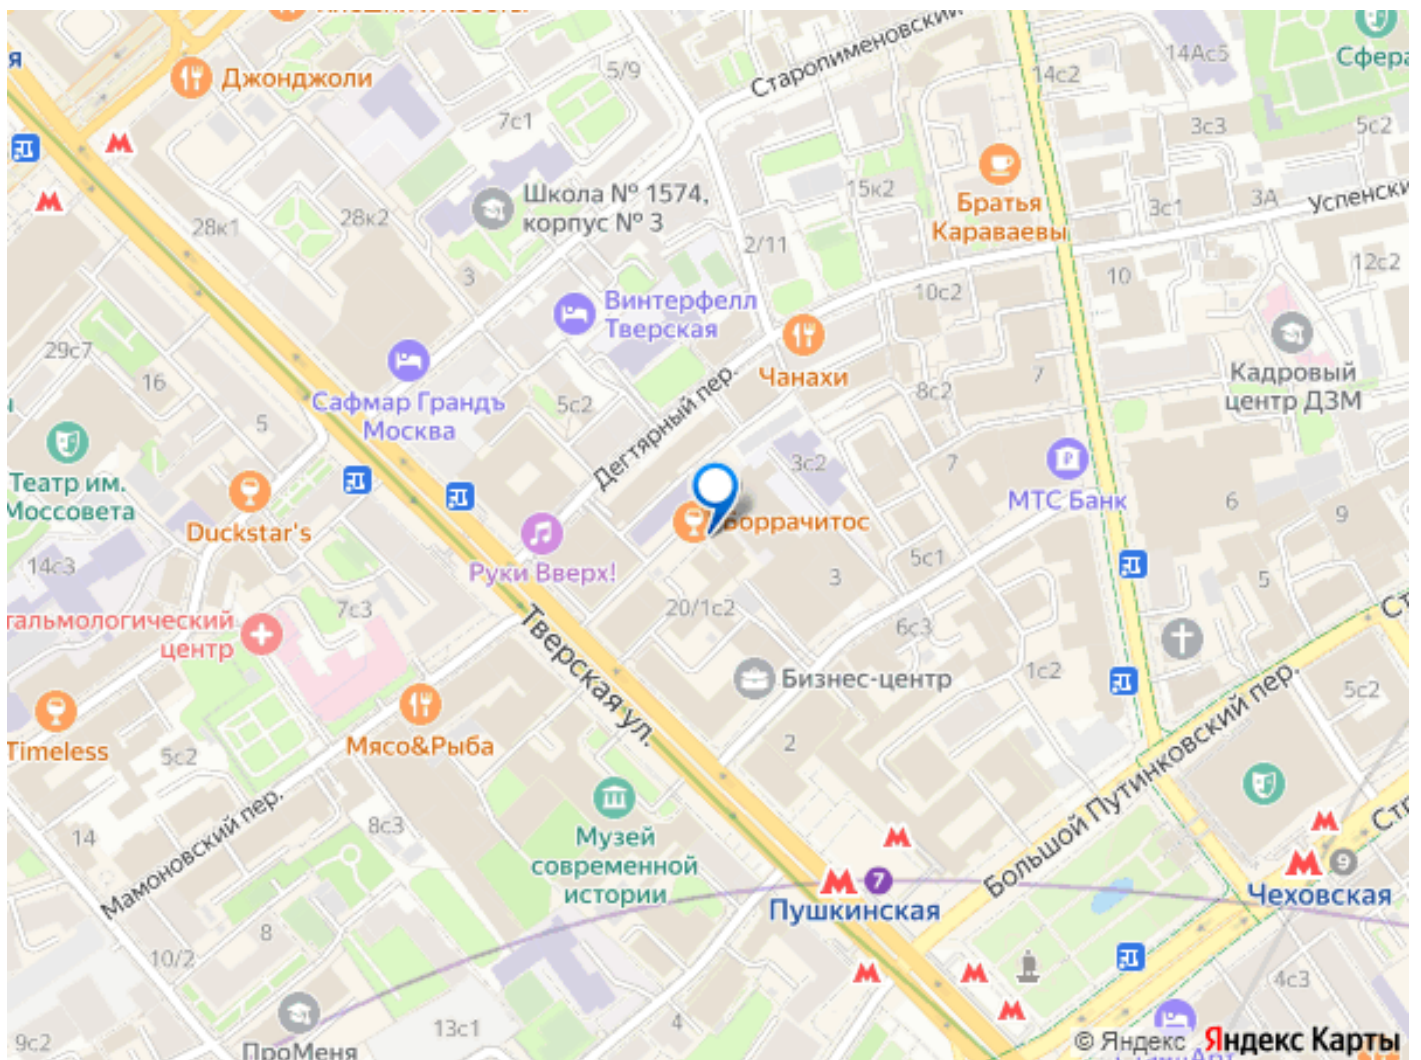 я
Джонджоли
5/9
7с1
Старопименовский
14с2
14Ас5
Сфера
3с3
5с2
Школа № 1574,
корпус № 3
28к1
28к2
3
2/11
15к2
Братья
Караваевы
3с1
3А
Успенски
12с2
10
10с2
Винтерфелл
Тверская
29с7
16
Сафмар Грандъ
Москва
5
5с2
Дегтярный пер.
Чанахи
8с2
7
Кадровый
центр ДЗМ
Театр им.
Моссовета
Duckstar's
3с2
7
МТС Банк
6
9
14с3
Руки Вверх!
Боррачитос
3
5с1
5
7с3
тальмологический
центр
20/1с2
6с3
1с2
Тверская ул.
Бизнес-центр
2
5с2
Timeless
5с2
Мясо&Рыба
Большой Путинковский пер.
Ст
14
Мамоновский пер.
8с3
Музей
современной
истории
7
Пушкинская
9
Чеховская
Стр
8
10/2
4с3
9с2
13с1
4
ПроМеня
© Яндекс Яндекс Карты